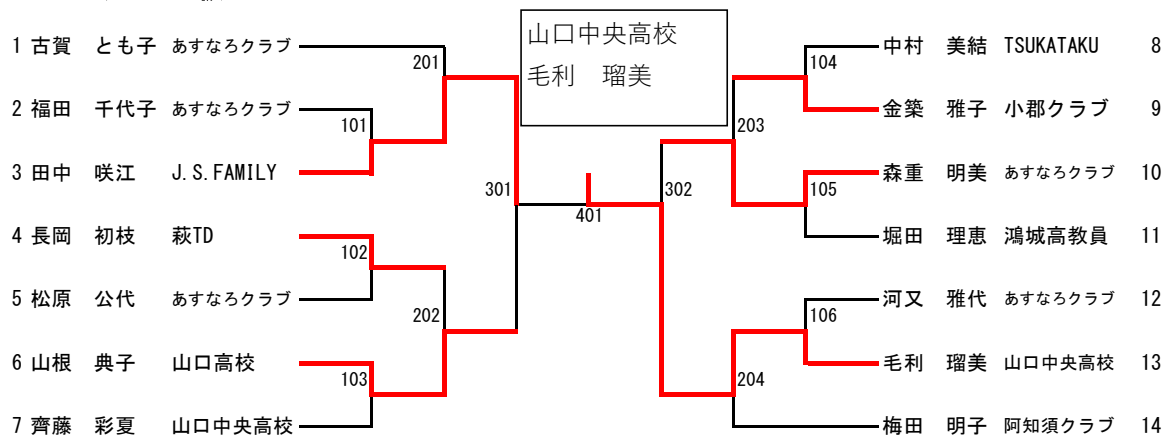 山口中央高校
毛利 瑠美
1 古賀 とも子 あすなろクラブ
2 福田 千代子 あすなろクラブ
3 田中 咲江 J.S.FAMILY
4 長岡 初枝 萩TD
5 松原 公代 あすなろクラブ
6 山根 典子 山口高校
7 齊藤 彩夏 山口中央高校
101
102
103
201
202
301
401
302
203
204
104
105
106
中村 美結 TSUKATAKU 8
金築 雅子 小郡クラブ 9
森重 明美 あすなろクラブ 10
堀田 理恵 鴻城高教員 11
河又 雅代 あすなろクラブ 12
毛利 瑠美 山口中央高校 13
梅田 明子 阿知須クラブ 14